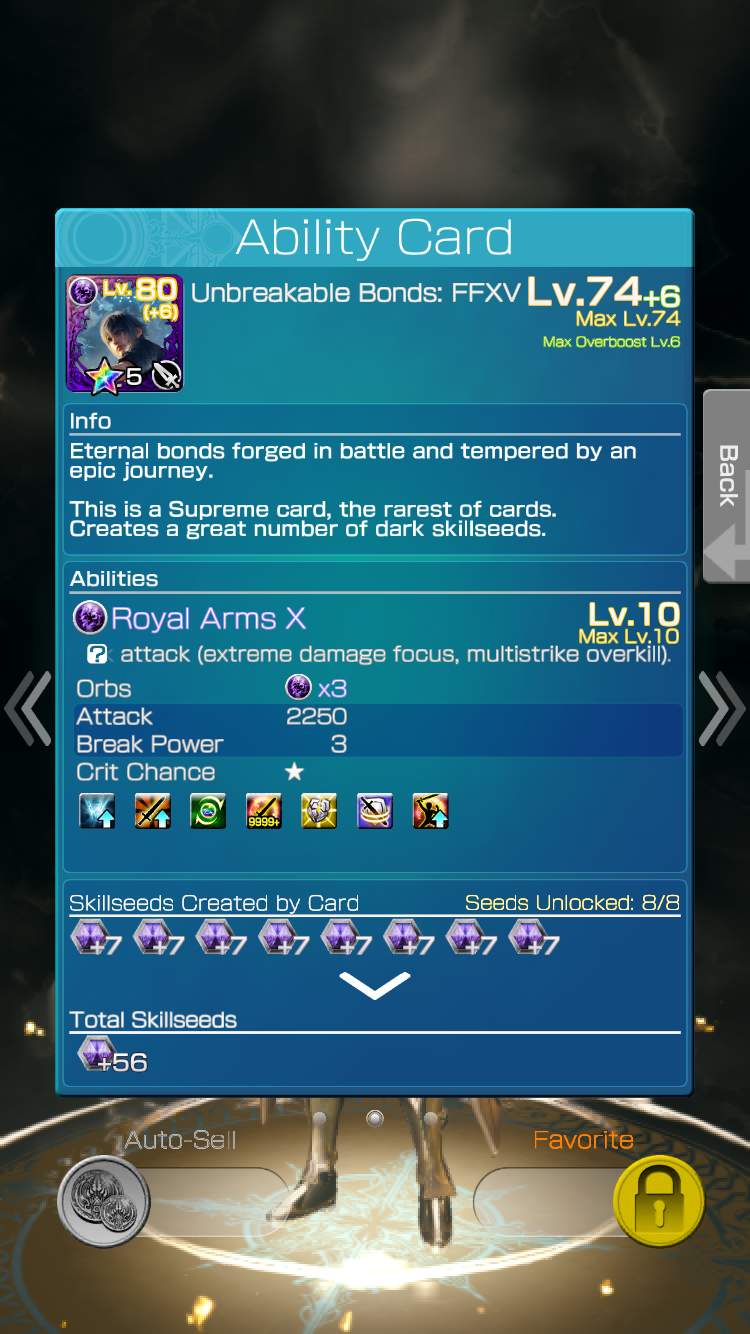 Ability Card
Lv.80
(+6)
5
Unbreakable Bonds: FFXV
Lv.74+6
Max Lv.74
Max Overboost Lv.6
Info
Eternal bonds forged in battle and tempered by an
epic journey.
This is a Supreme card, the rarest of cards.
Creates a great number of dark skillseeds.
Back
Abilities
Royal Arms X
Lv.10
Max Lv.10
? attack (extreme damage focus, multistrike overkill).
Orbs x3
Attack 2250
Break Power 3
Crit Chance ★
9999+
Skillseeds Created by Card Seeds Unlocked: 8/8
+7 +7 +7 +7 +7 +7 +7 +7
Total Skillseeds
+56
Auto-Sell Favorite